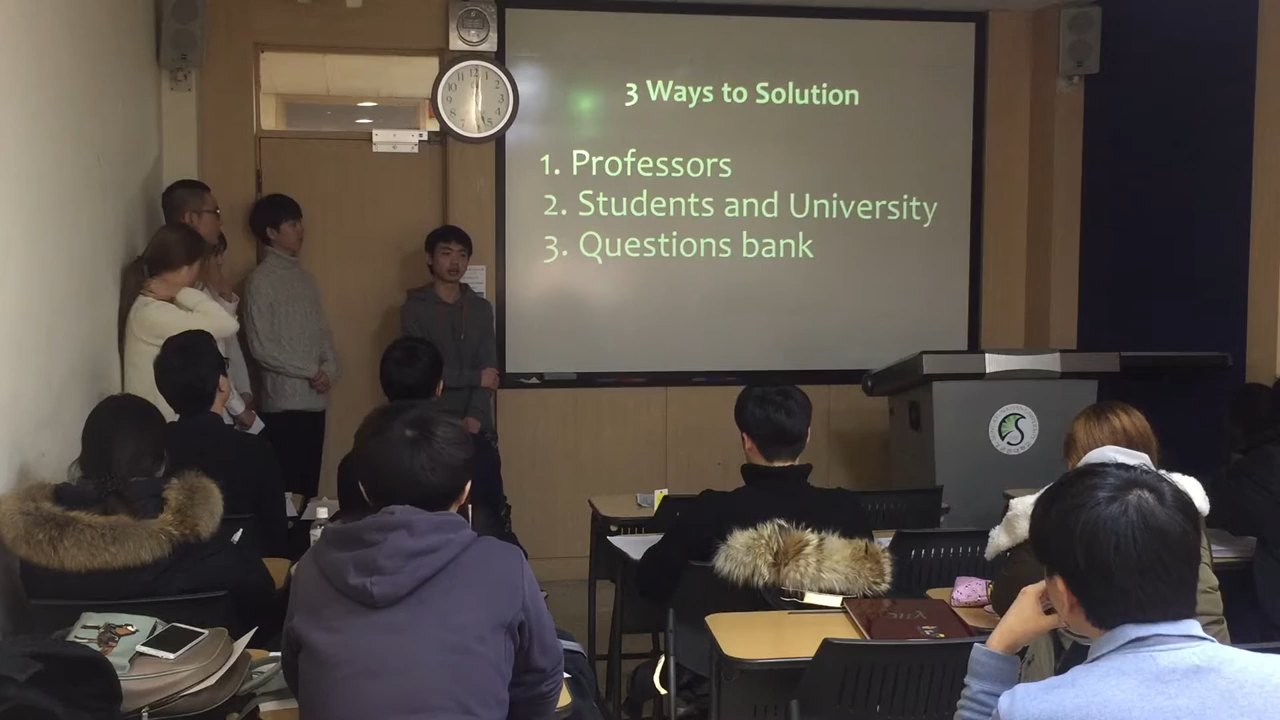 3 Ways to Solution
1. Professors
2. Students and University
3. Questions bank